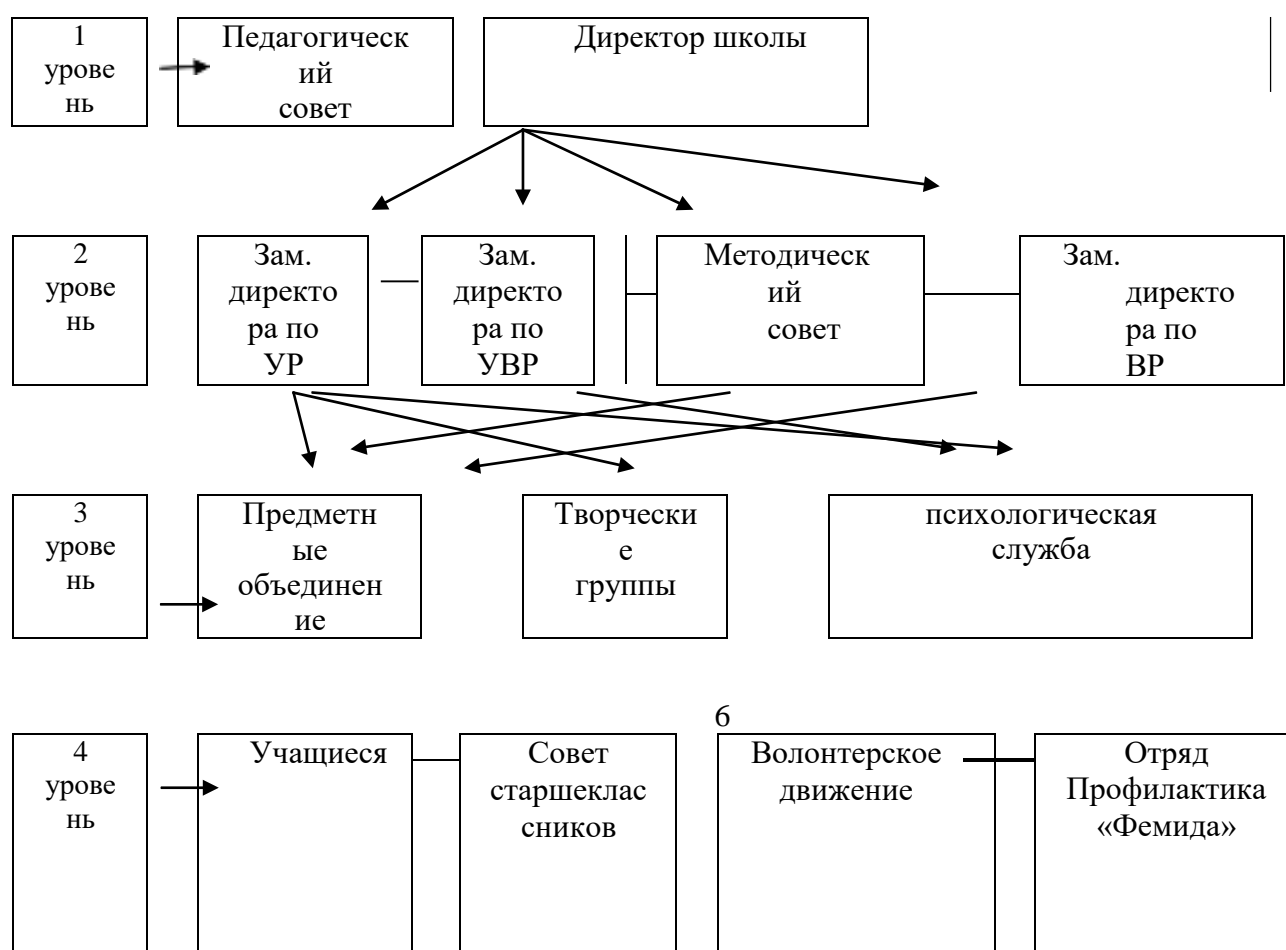 1
урове
нь
Педагогическ
ий
совет
Директор школы
2
урове
нь
Зам.
директо
ра по
УР
Зам.
директо
ра по
УВР
Методическ
ий
совет
Зам.
директо
ра по
ВР
3
урове
нь
Предметн
ые
объединен
ие
Творчески
е
группы
психологическая
служба
6
4
урове
нь
Учащиеся
Совет
старшеклас
сников
Волонтерское
движение
Отряд
Профилактика
«Фемида»